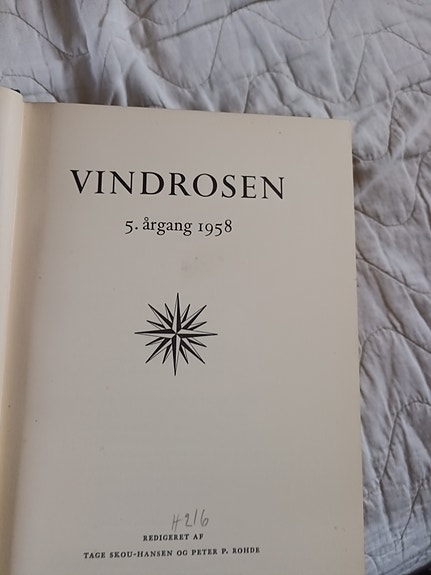 VINDROSEN
5. årgang 1958
H216
REDIGERET AF
TAGE SKOU-HANSEN OG PETER P. ROHDE